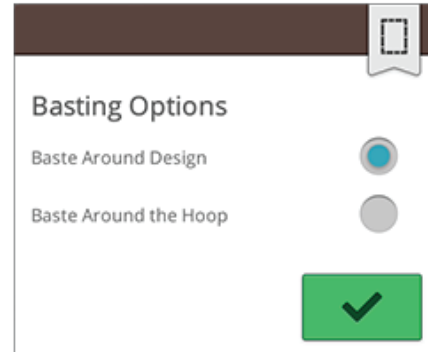 Basting Options
Baste Around Design
Baste Around the Hoop